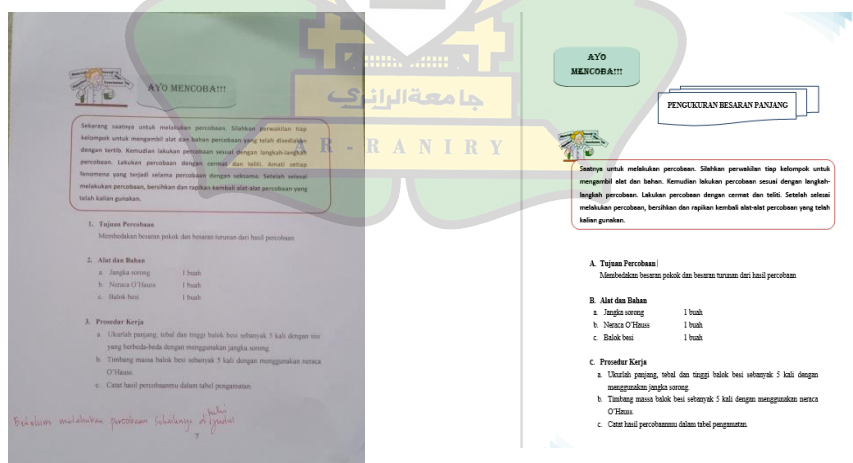 AYO MENCOBA!!!
Sekarang saatnya untuk melakukan percobaan. Silahkan perwakilan tiap
kelompok untuk mengambil alat dan bahan percobaan yang telah disediakan
dengan tertib. Kemudian lakukan percobaan sesuai dengan langkah-langkah
percobaan. Lakukan percobaan dengan cermat dan teliti. Amati setiap
fenomena yang terjadi selama percobaan dengan seksama. Setelah selesai
melakukan percobaan, bersihkan dan rapikan kembali alat-alat percobaan yang
telah kalian gunakan.
1. Tujuan Percobaan
Membedakan besaran pokok dan besaran turunan dari hasil percobaan
2. Alat dan Bahan
a. Jangka sorong 1 buah
b. Neraca O'Hauss 1 buah
c. Balok besi 1 buah
3. Prosedur Kerja
a. Ukurlah panjang, tebal dan tinggi balok besi sebanyak 5 kali dengan sisi
yang berbeda-beda dengan menggunakan jangka sorong.
b. Timbang massa balok besi sebanyak 5 kali dengan menggunakan neraca
O'Hauss.
c. Catat hasil percobaanmu dalam tabel pengamatan.
Sebelum melakukan percobaan sebaiknya di judul
7
جامعة الرانري
AR - RANIRY
AYO
MENCOBA!!!
PENGUKURAN BESARAN PANJANG
Saatnya untuk melakukan percobaan. Silahkan perwakilan tiap kelompok untuk
mengambil alat dan bahan. Kemudian lakukan percobaan sesuai dengan langkah-
langkah percobaan. Lakukan percobaan dengan cermat dan teliti. Setelah selesai
melakukan percobaan, bersihkan dan rapikan kembali alat-alat percobaan yang telah
kalian gunakan.
A. Tujuan Percobaan
Membedakan besaran pokok dan besaran turunan dari hasil percobaan
B. Alat dan Bahan
a. Jangka sorong 1 buah
b. Neraca O'Hauss 1 buah
c. Balok besi 1 buah
C. Prosedur Kerja
a. Ukurlah panjang, tebal dan tinggi balok besi sebanyak 5 kali dengan
menggunakan jangka sorong.
b. Timbang massa balok besi sebanyak 5 kali dengan menggunakan neraca
O'Hauss.
c. Catat hasil percobaanmu dalam tabel pengamatan.